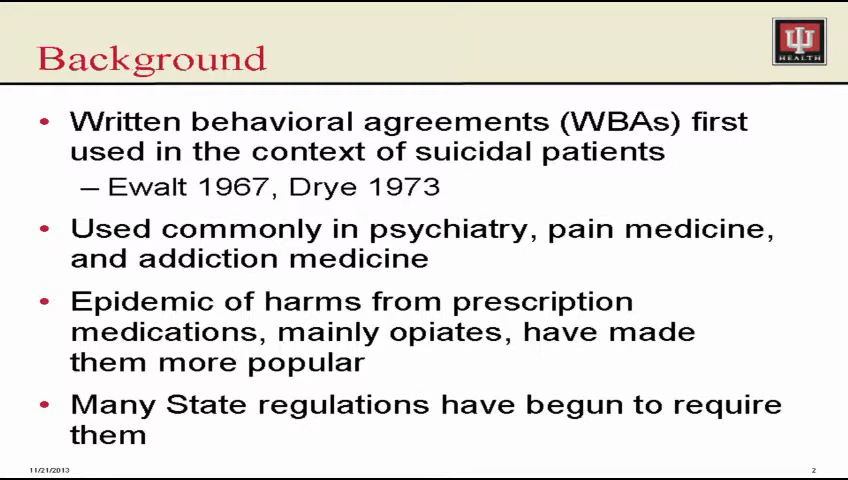 Background
• Written behavioral agreements (WBAs) first
used in the context of suicidal patients
– Ewalt 1967, Drye 1973
• Used commonly in psychiatry, pain medicine,
and addiction medicine
• Epidemic of harms from prescription
medications, mainly opiates, have made
them more popular
• Many State regulations have begun to require
them
11/21/2013
2
IU
HEALTH